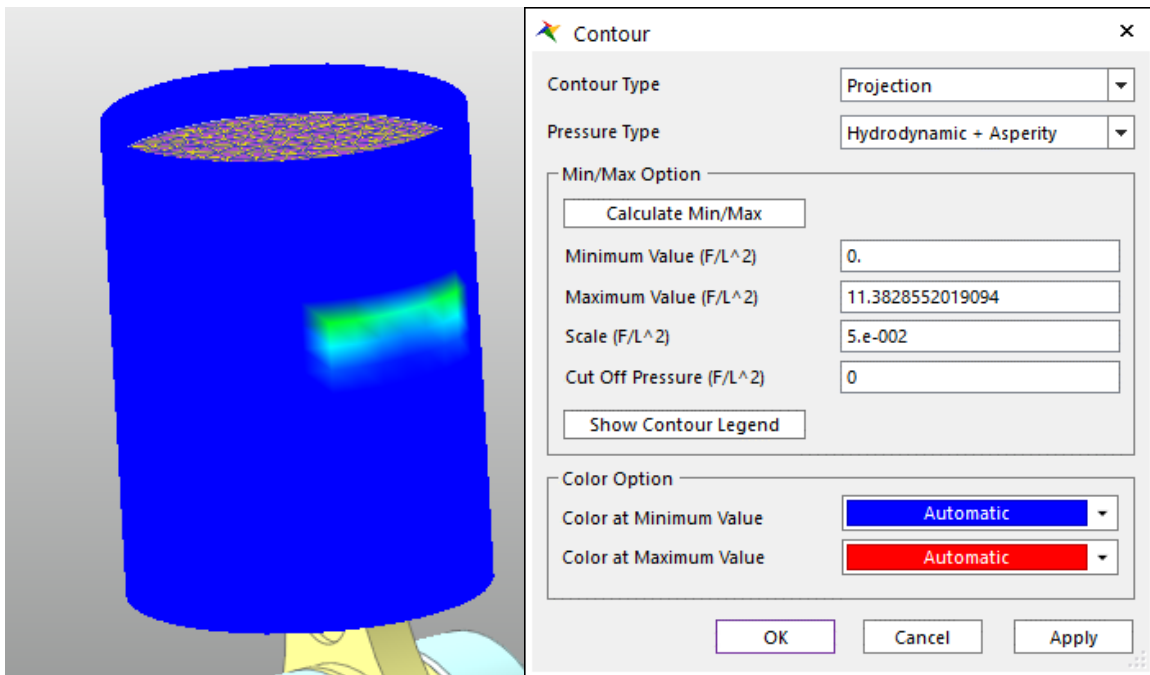 Contour
Contour Type
Projection
Pressure Type
Hydrodynamic + Asperity
Min/Max Option
Calculate Min/Max
Minimum Value (F/L^2)
0.
Maximum Value (F/L^2)
11.3828552019094
Scale (F/L^2)
5.e-002
Cut Off Pressure (F/L^2)
0
Show Contour Legend
Color Option
Color at Minimum Value
Automatic
Color at Maximum Value
Automatic
OK
Cancel
Apply